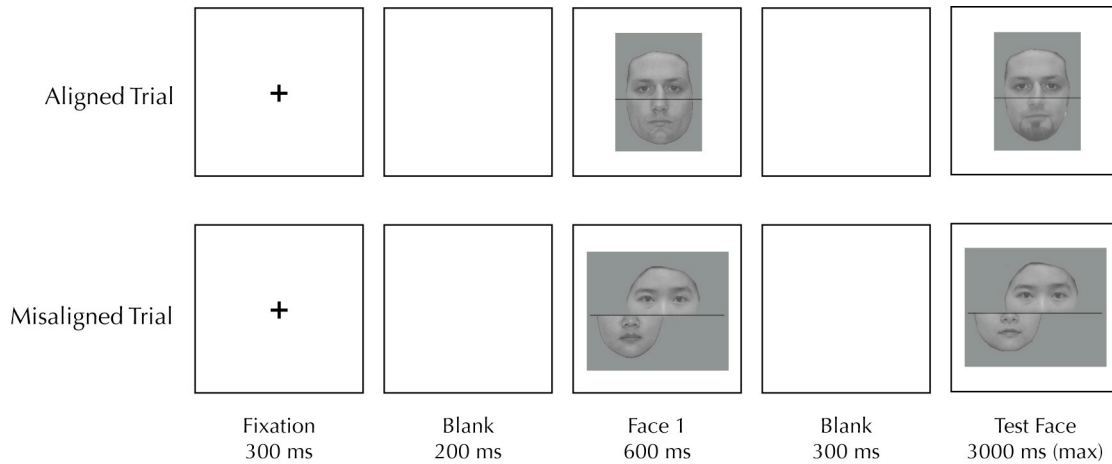 Aligned Trial
Misaligned Trial
Fixation
300 ms
Blank
200 ms
Face 1
600 ms
Blank
300 ms
Test Face
3000 ms (max)